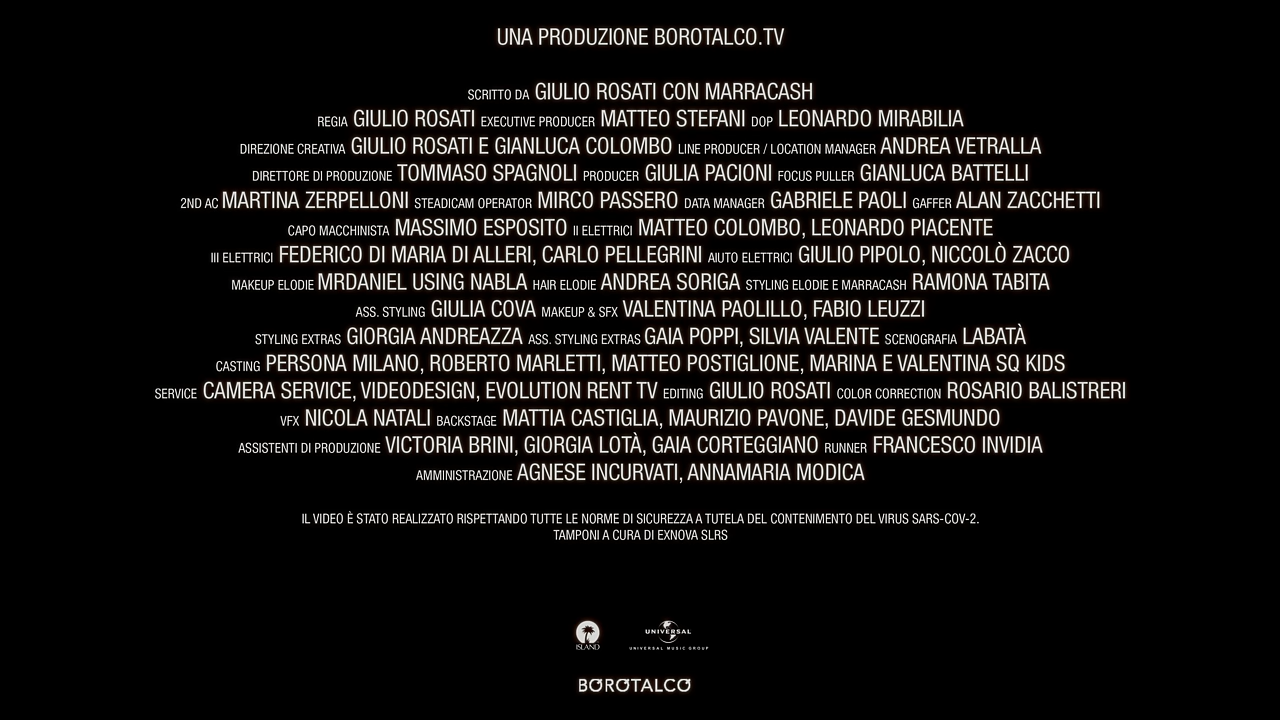 UNA PRODUZIONE BOROTALCO.TV
SCRITTO DA GIULIO ROSATI CON MARRACASH
REGIA GIULIO ROSATI EXECUTIVE PRODUCER MATTEO STEFANI DOP LEONARDO MIRABILIA
DIREZIONE CREATIVA GIULIO ROSATI E GIANLUCA COLOMBO LINE PRODUCER / LOCATION MANAGER ANDREA VETRALLA
DIRETTORE DI PRODUZIONE TOMMASO SPAGNOLI PRODUCER GIULIA PACIONI FOCUS PULLER GIANLUCA BATTELLI
2ND AC MARTINA ZERPELLONI STEADICAM OPERATOR MIRCO PASSERO DATA MANAGER GABRIELE PAOLI GAFFER ALAN ZACCHETTI
CAPO MACCHINISTA MASSIMO ESPOSITO II ELETTRICI MATTEO COLOMBO, LEONARDO PIACENTE
III ELETTRICI FEDERICO DI MARIA DI ALLERI, CARLO PELLEGRINI AIUTO ELETTRICI GIULIO PIPOLO, NICCOLÒ ZACCO
MAKEUP ELODIE MRDANIEL USING NABLA HAIR ELODIE ANDREA SORIGA STYLING ELODIE E MARRACASH RAMONA TABITA
ASS. STYLING GIULIA COVA MAKEUP & SFX VALENTINA PAOLILLO, FABIO LEUZZI
STYLING EXTRAS GIORGIA ANDREAZZA ASS. STYLING EXTRAS GAIA POPPI, SILVIA VALENTE SCENOGRAFIA LABATÀ
CASTING PERSONA MILANO, ROBERTO MARLETTI, MATTEO POSTIGLIONE, MARINA E VALENTINA SQ KIDS
SERVICE CAMERA SERVICE, VIDEODESIGN, EVOLUTION RENT TV EDITING GIULIO ROSATI COLOR CORRECTION ROSARIO BALISTRERI
VFX NICOLA NATALI BACKSTAGE MATTIA CASTIGLIA, MAURIZIO PAVONE, DAVIDE GESMUNDO
ASSISTENTI DI PRODUZIONE VICTORIA BRINI, GIORGIA LOTÀ, GAIA CORTEGGIANO RUNNER FRANCESCO INVIDIA
AMMINISTRAZIONE AGNESE INCURVATI, ANNAMARIA MODICA
IL VIDEO È STATO REALIZZATO RISPETTANDO TUTTE LE NORME DI SICUREZZA A TUTELA DEL CONTENIMENTO DEL VIRUS SARS-COV-2.
TAMPONI A CURA DI EXNOVA SLRS
ISLAND
UNIVERSAL
UNIVERSAL MUSIC GROUP
BOROTALCO